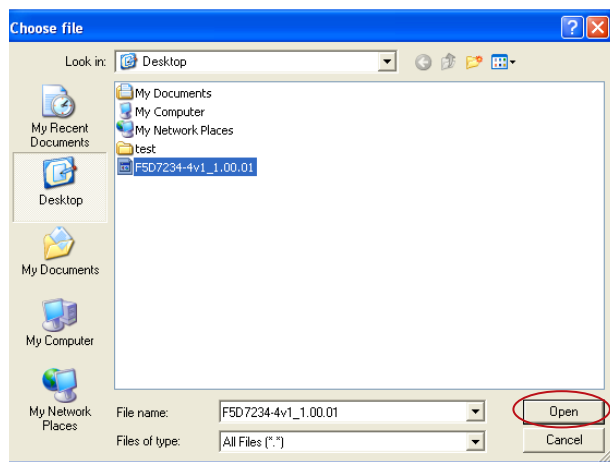 Choose file
Look in:
Desktop
My Documents
My Computer
My Network Places
test
F5D7234-4v1_1.00.01
My Recent
Documents
Desktop
My Documents
My Computer
My Network
Places
File name:
F5D7234-4v1_1.00.01
Open
Files of type:
All Files (*.*)
Cancel